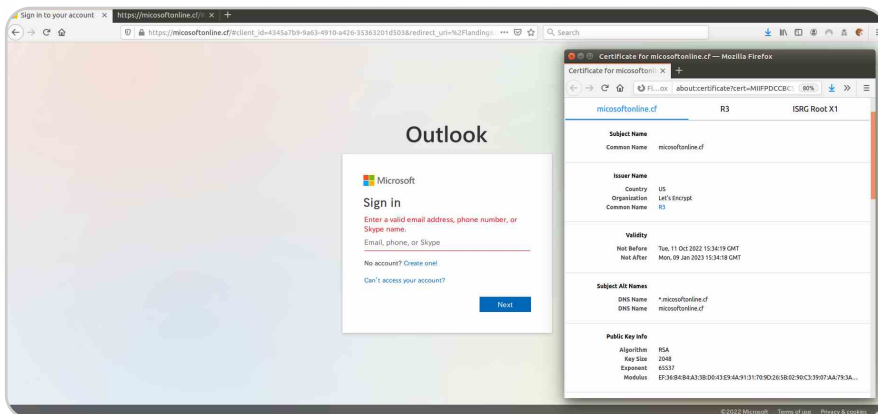 Sign in to your account
https://micosoftonline.cf/
https://micosoftonline.cf/#client_id=4345a7b9-9a63-4910-a426-35363201d503&redirect_uri=%2Flanding
Search
Outlook
Microsoft
Sign in
Enter a valid email address, phone number, or
Skype name.
Email, phone, or Skype
No account? Create one!
Can't access your account?
Next
Certificate for micosoftonline.cf — Mozilla Firefox
Certificate for micosoftonli
Fi...ox about:certificate?cert=MIIFPDCCBC
80%
micosoftonline.cf R3 ISRG Root X1
Subject Name
Common Name micosoftonline.cf
Issuer Name
Country US
Organization Let's Encrypt
Common Name R3
Validity
Not Before Tue, 11 Oct 2022 15:34:19 GMT
Not After Mon, 09 Jan 2023 15:34:18 GMT
Subject Alt Names
DNS Name *.micosoftonline.cf
DNS Name micosoftonline.cf
Public Key Info
Algorithm RSA
Key Size 2048
Exponent 65537
Modulus EF:36:B4:B4:A3:3B:D0:43:E9:4A:91:31:70:9D:26:5B:02:90:C3:39:07:AA:79:3A...
©2022 Microsoft Terms of use Privacy & cookies